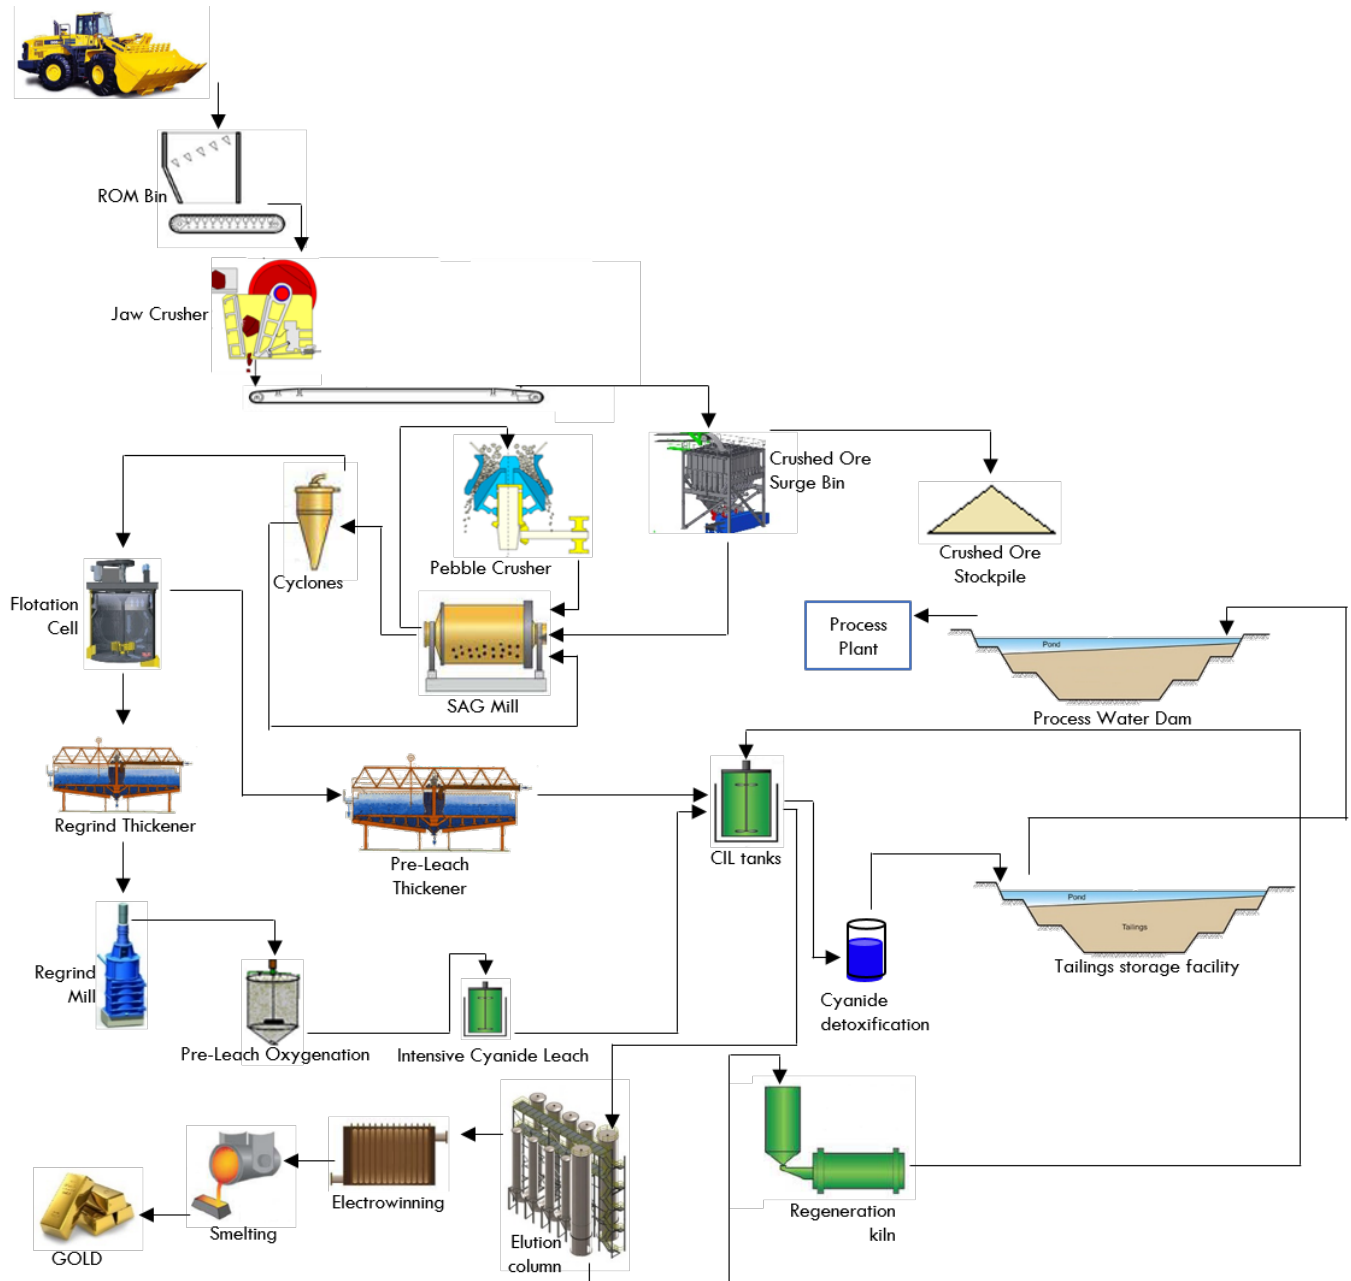 ROM Bin
Jaw Crusher
Crushed Ore
Surge Bin
Pebble Crusher
Cyclones
Crushed Ore
Stockpile
Flotation
Cell
Process
Plant
Pond
SAG Mill
Process Water Dam
Regrind Thickener
Pre-Leach
Thickener
CIL tanks
Pond
Tailings
Tailings storage facility
Regrind
Mill
Cyanide
detoxification
Pre-Leach Oxygenation
Intensive Cyanide Leach
Electrowinning
Regeneration
kiln
Smelting
Elution
column
GOLD